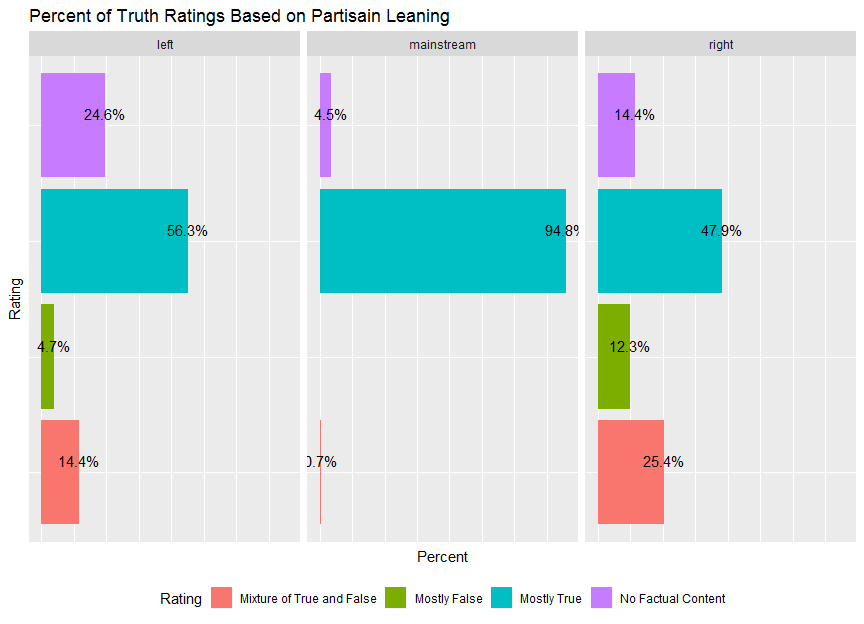 Percent of Truth Ratings Based on Partisain Leaning
left mainstream right
24.6% 4.5% 14.4%
56.3% 94.8% 47.9%
4.7% 12.3%
14.4% 0.7% 25.4%
Rating
Percent
Rating Mixture of True and False Mostly False Mostly True No Factual Content